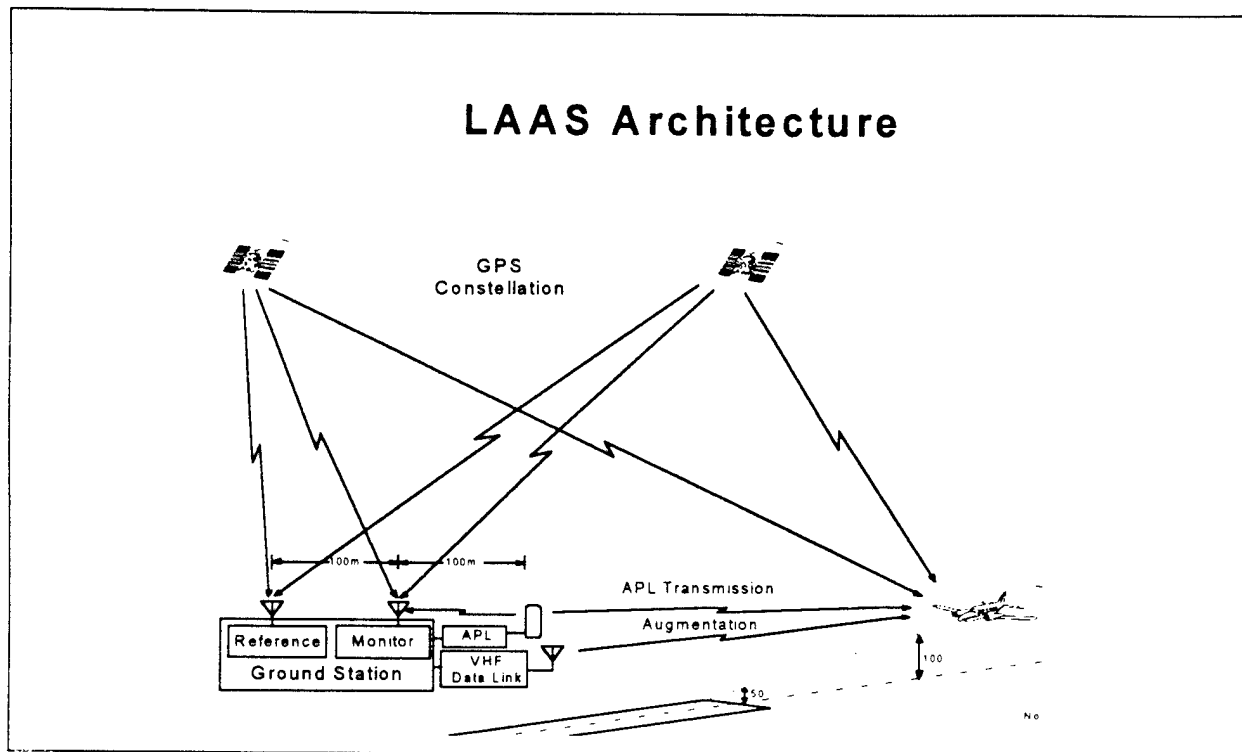 LAAS Architecture
GPS
Constellation
100m
100m
APL Transmission
Augmentation
Reference
Monitor
APL
VHF
Data Link
Ground Station
100
50
No